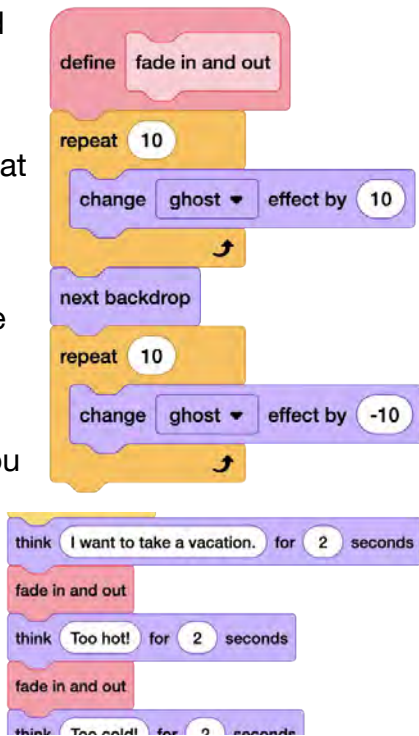 define fade in and out
at
repeat 10
change ghost effect by 10
next backdrop
repeat 10
change ghost effect by -10
think I want to take a vacation. for 2 seconds
fade in and out
think Too hot! for 2 seconds
fade in and out
think Too cold! for 2 seconds